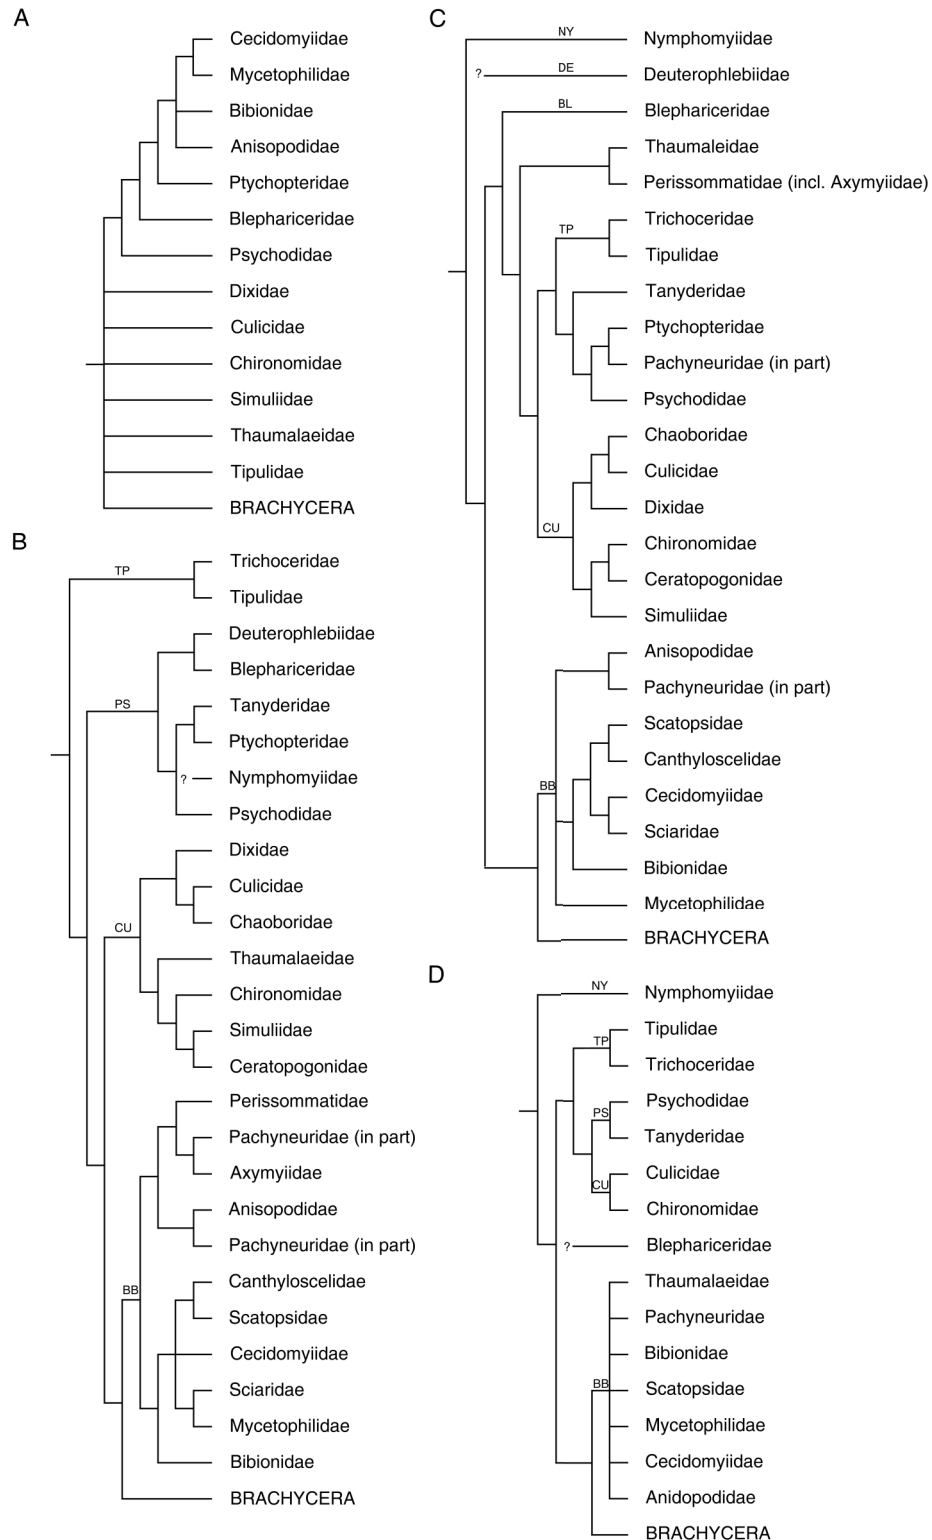 A
Cecidomyiidae
Mycetophilidae
Bibionidae
Anisopodidae
Ptychopteridae
Blephariceridae
Psychodidae
Dixidae
Culicidae
Chironomidae
Simuliidae
Thaumalaeidae
Tipulidae
BRACHYCERA
B
TP
Trichoceridae
Tipulidae
PS
Deuterophlebiidae
Blephariceridae
Tanyderidae
Ptychopteridae
? Nymphomyiidae
Psychodidae
CU
Dixidae
Culicidae
Chaoboridae
Thaumalaeidae
Chironomidae
Simuliidae
Ceratopogonidae
BB
Perissommatidae
Pachyneuridae (in part)
Axymyiidae
Anisopodidae
Pachyneuridae (in part)
Canthyloscelidae
Scatopsidae
Cecidomyiidae
Sciaridae
Mycetophilidae
Bibionidae
BRACHYCERA
C
NY Nymphomyiidae
? DE Deuterophlebiidae
BL Blephariceridae
Thaumaleidae
Perissommatidae (incl. Axymyiidae)
TP
Trichoceridae
Tipulidae
Tanyderidae
Ptychopteridae
Pachyneuridae (in part)
Psychodidae
CU
Chaoboridae
Culicidae
Dixidae
Chironomidae
Ceratopogonidae
Simuliidae
BB
Anisopodidae
Pachyneuridae (in part)
Scatopsidae
Canthyloscelidae
Cecidomyiidae
Sciaridae
Bibionidae
Mycetophilidae
BRACHYCERA
D
NY Nymphomyiidae
TP
Tipulidae
Trichoceridae
PS
Psychodidae
Tanyderidae
CU
Culicidae
Chironomidae
? Blephariceridae
BB
Thaumalaeidae
Pachyneuridae
Bibionidae
Scatopsidae
Mycetophilidae
Cecidomyiidae
Anidopodidae
BRACHYCERA